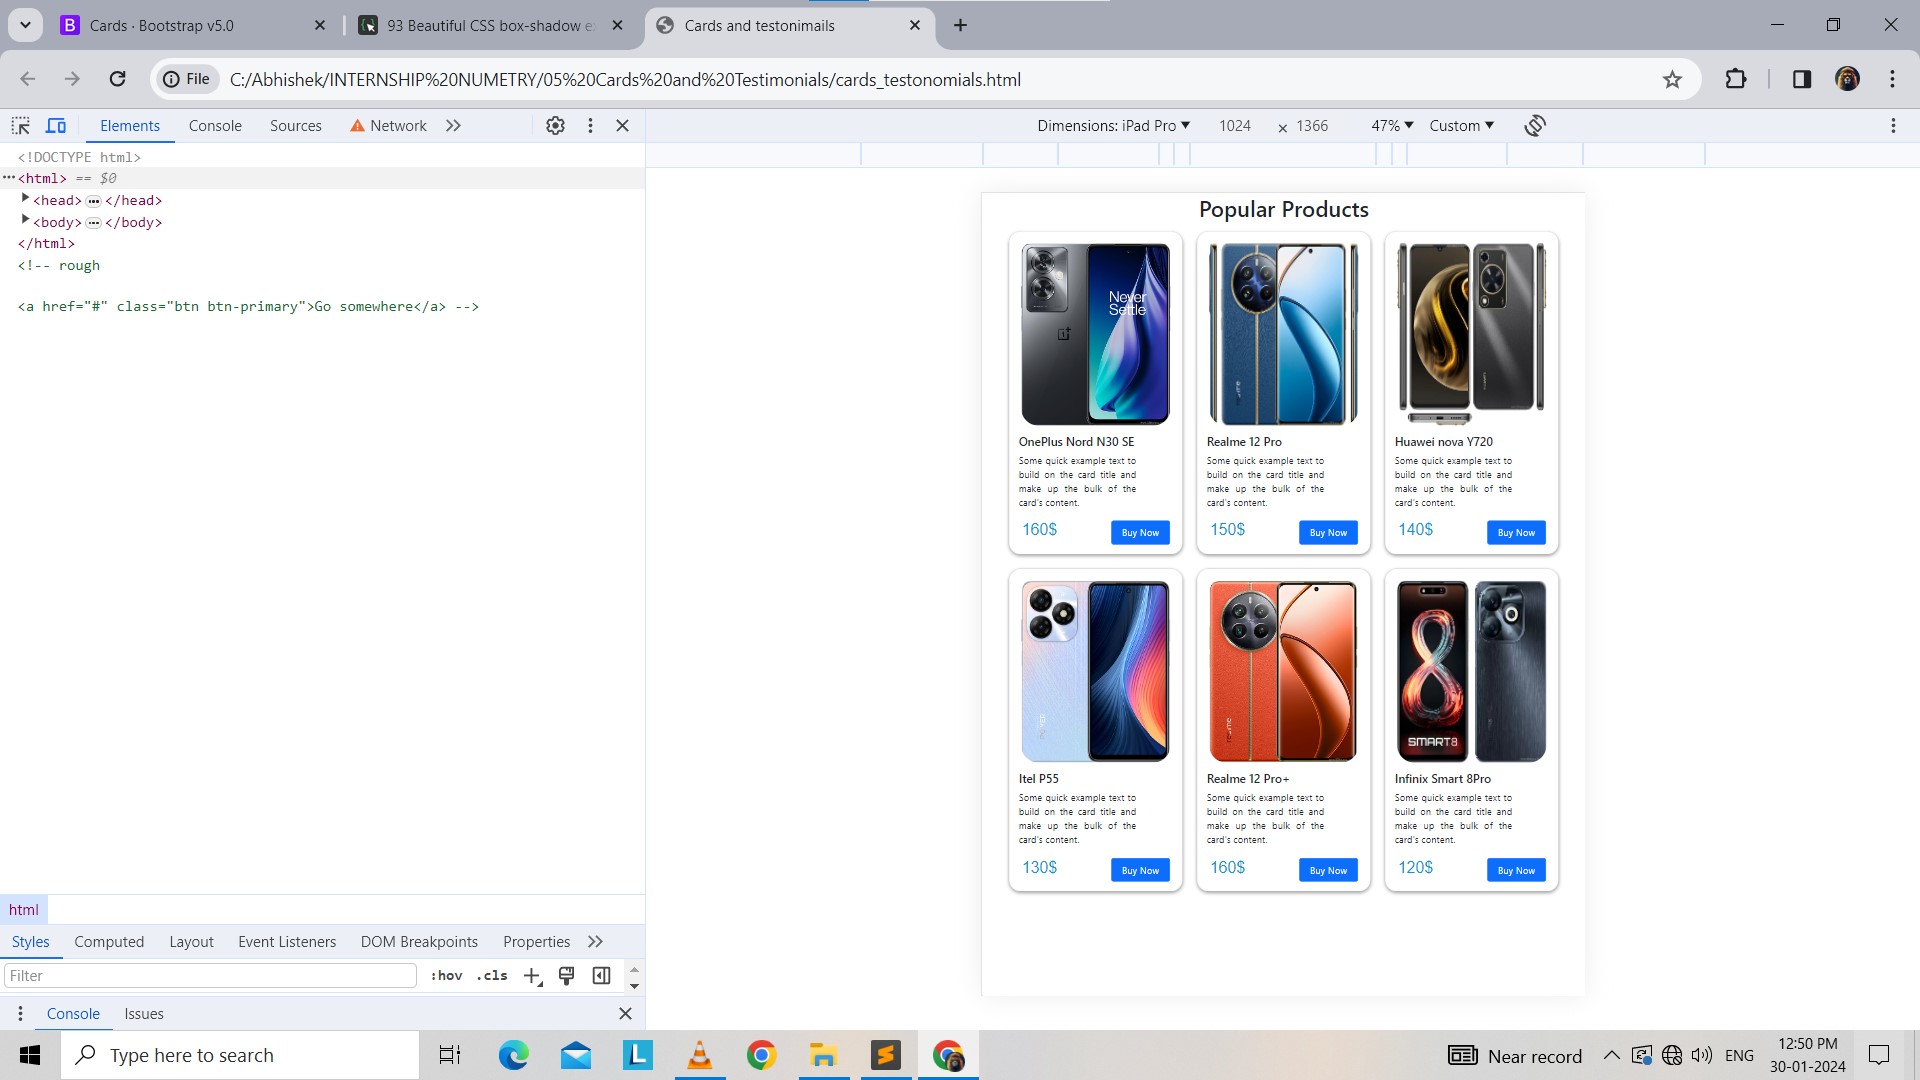 Cards · Bootstrap v5.0
93 Beautiful CSS box-shadow e
Cards and testonimails
File
C:/Abhishek/INTERNSHIP%20NUMETRY/05%20Cards%20and%20Testimonials/cards_testonomials.html
Elements
Console
Sources
Network
Dimensions: iPad Pro
1024
×
1366
47%
Custom
<!DOCTYPE html>
<html> == $0
<head> </head>
<body> </body>
</html>
<!-- rough
<a href="#" class="btn btn-primary">Go somewhere</a> -->
Popular Products
Never
Settle
OnePlus Nord N30 SE
Some quick example text to
build on the card title and
make up the bulk of the
card's content.
160$
Buy Now
realme
Realme 12 Pro
Some quick example text to
build on the card title and
make up the bulk of the
card's content.
150$
Buy Now
Huawei nova Y720
Some quick example text to
build on the card title and
make up the bulk of the
card's content.
140$
Buy Now
Itel P55
Some quick example text to
build on the card title and
make up the bulk of the
card's content.
130$
Buy Now
realme
Realme 12 Pro+
Some quick example text to
build on the card title and
make up the bulk of the
card's content.
160$
Buy Now
SMART8
Infinix Smart 8Pro
Some quick example text to
build on the card title and
make up the bulk of the
card's content.
120$
Buy Now
html
Styles
Computed
Layout
Event Listeners
DOM Breakpoints
Properties
Filter
:hov
.cls
Console
Issues
Type here to search
Near record
ENG
12:50 PM
30-01-2024